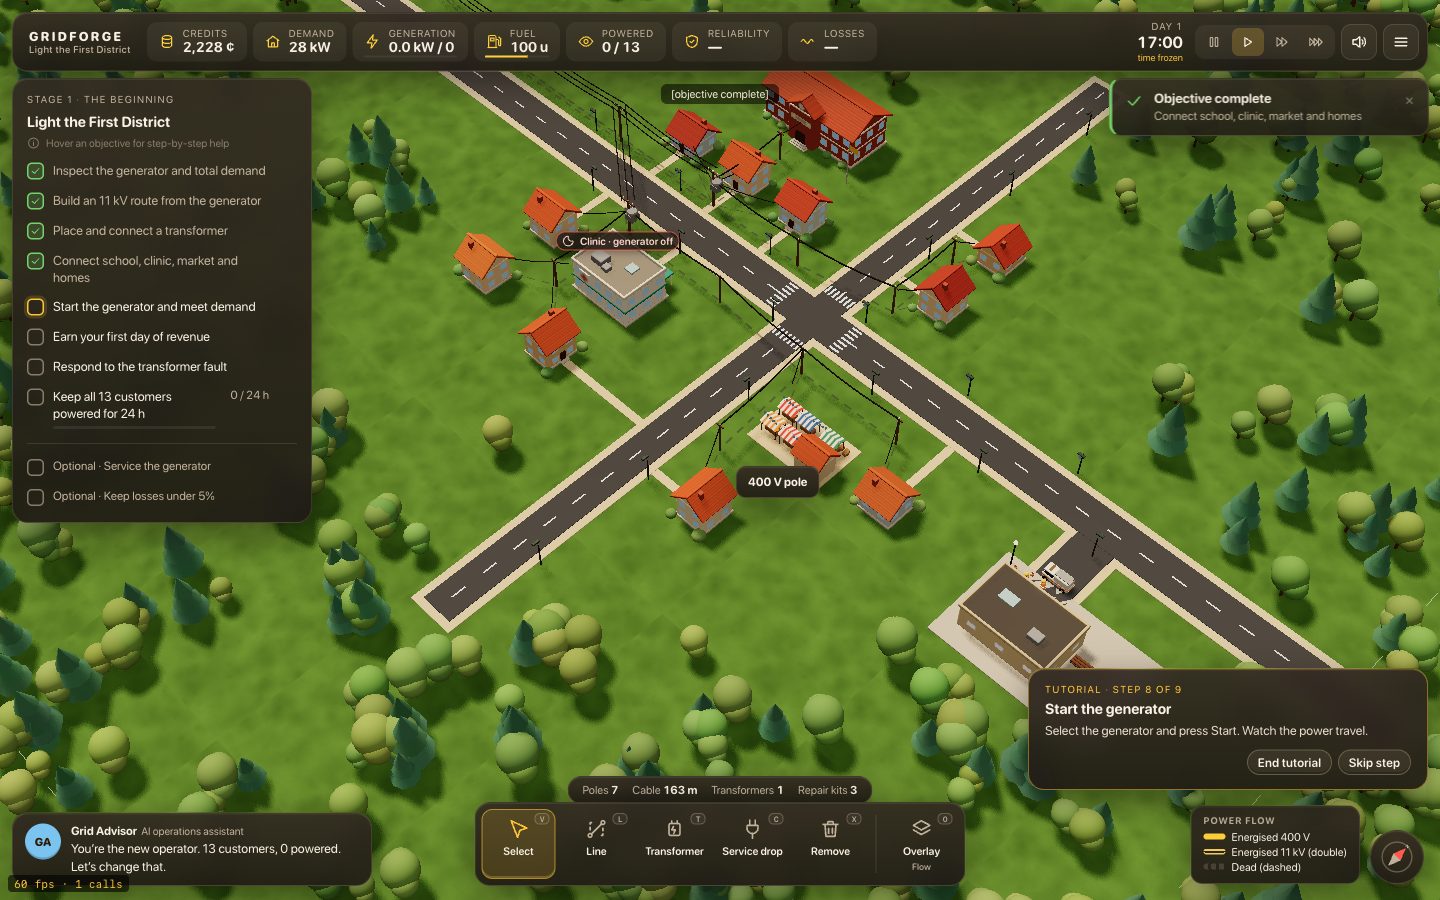 GRIDFORGE
Light the First District
CREDITS
2,228 ¢
DEMAND
28 kW
GENERATION
0.0 kW / 0
FUEL
100 u
POWERED
0 / 13
RELIABILITY
—
LOSSES
—
DAY 1
17:00
time frozen
STAGE 1 · THE BEGINNING
Light the First District
Hover an objective for step-by-step help
Inspect the generator and total demand
Build an 11 kV route from the generator
Place and connect a transformer
Connect school, clinic, market and
homes
Start the generator and meet demand
Earn your first day of revenue
Respond to the transformer fault
Keep all 13 customers
powered for 24 h
0 / 24 h
Optional · Service the generator
Optional · Keep losses under 5%
[objective complete]
Objective complete
Connect school, clinic, market and homes
Clinic · generator off
400 V pole
TUTORIAL · STEP 8 OF 9
Start the generator
Select the generator and press Start. Watch the power travel.
End tutorial
Skip step
Poles 7 Cable 163 m Transformers 1 Repair kits 3
GA
Grid Advisor AI operations assistant
You're the new operator. 13 customers, 0 powered.
Let's change that.
60 fps · 1 calls
V
Select
L
Line
T
Transformer
C
Service drop
X
Remove
O
Overlay
Flow
POWER FLOW
Energised 400 V
Energised 11 kV (double)
Dead (dashed)